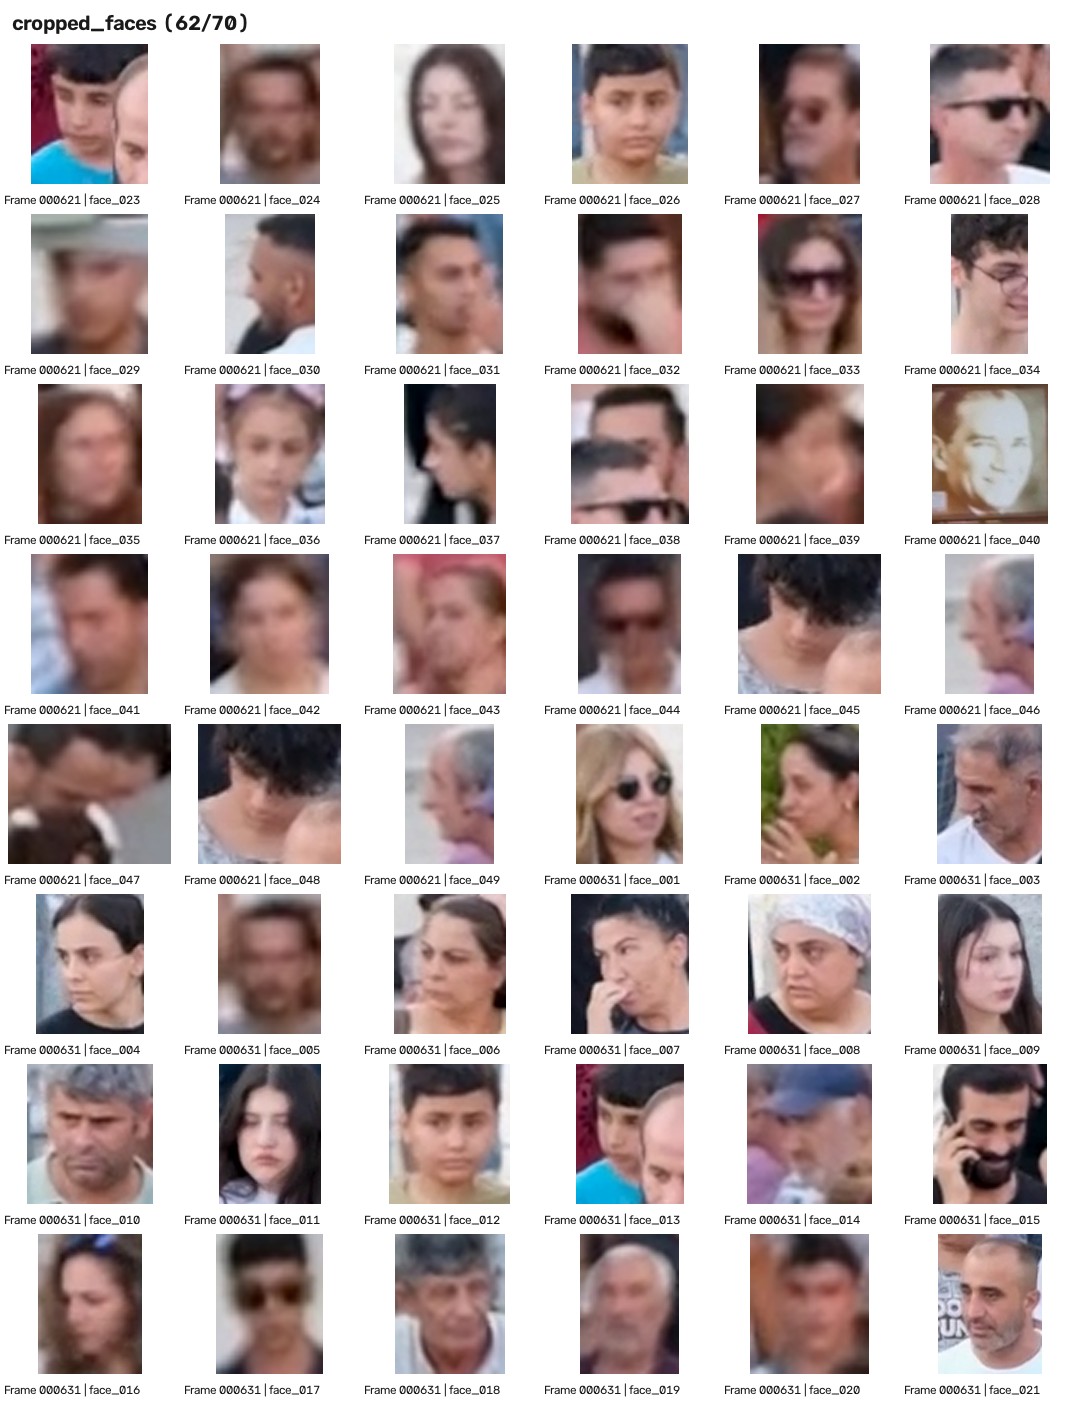 cropped_faces (62/70)
Frame 000621 | face_023 Frame 000621 | face_024 Frame 000621 | face_025 Frame 000621 | face_026 Frame 000621 | face_027 Frame 000621 | face_028
Frame 000621 | face_029 Frame 000621 | face_030 Frame 000621 | face_031 Frame 000621 | face_032 Frame 000621 | face_033 Frame 000621 | face_034
Frame 000621 | face_035 Frame 000621 | face_036 Frame 000621 | face_037 Frame 000621 | face_038 Frame 000621 | face_039 Frame 000621 | face_040
Frame 000621 | face_041 Frame 000621 | face_042 Frame 000621 | face_043 Frame 000621 | face_044 Frame 000621 | face_045 Frame 000621 | face_046
Frame 000621 | face_047 Frame 000621 | face_048 Frame 000621 | face_049 Frame 000631 | face_001 Frame 000631 | face_002 Frame 000631 | face_003
Frame 000631 | face_004 Frame 000631 | face_005 Frame 000631 | face_006 Frame 000631 | face_007 Frame 000631 | face_008 Frame 000631 | face_009
Frame 000631 | face_010 Frame 000631 | face_011 Frame 000631 | face_012 Frame 000631 | face_013 Frame 000631 | face_014 Frame 000631 | face_015
Frame 000631 | face_016 Frame 000631 | face_017 Frame 000631 | face_018 Frame 000631 | face_019 Frame 000631 | face_020 Frame 000631 | face_021